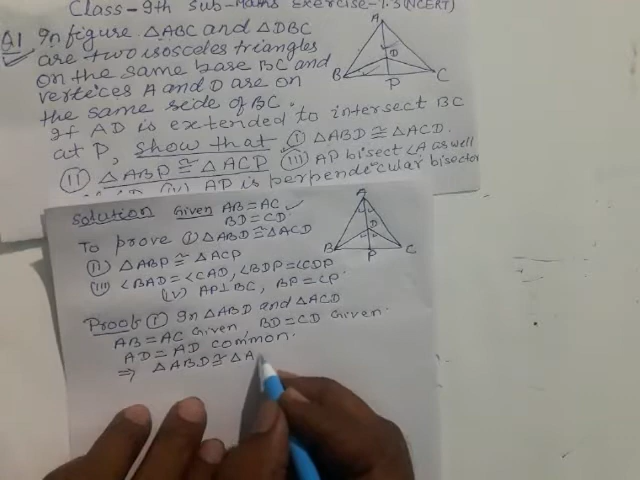 Class-9th Sub-Maths Exercise-7.3 (NCERT)
Q1 In figure △ABC and △DBC
are two isosceles triangles
on the same base BC and
vertices A and D are on
the same side of BC.
If AD is extended to intersect BC
at P, show that (i) △ABD ≅ △ACD.
(ii) △ABP ≅ △ACP (iii) AP bisect ∠A as well
(iv) AP is perpendicular bisector
A
D
B
P
C
Solution Given AB=AC
BD=CD
To prove (i) △ABD≅△ACD
(ii) △ABP ≅ △ACP
(iii) ∠BAD=∠CAD, ∠BDP=∠CDP
(iv) AP⊥BC, BP=CP.
A
D
B
P
C
Proof: (i) In △ABD and △ACD
AB=AC Given, BD=CD Given.
AD=AD common.
⇒ △ABD≅△A